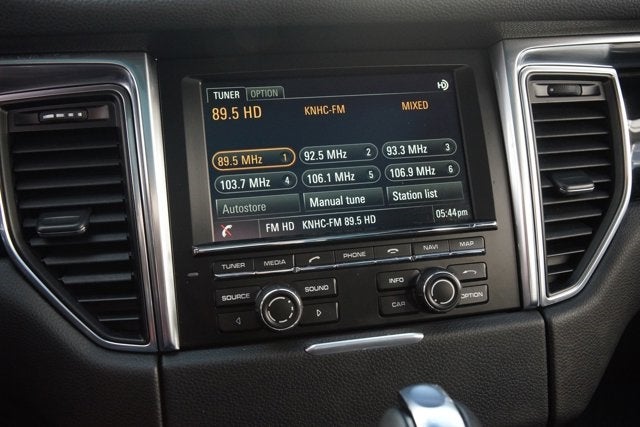 TUNER OPTION HD
89.5 HD KNHC-FM MIXED
89.5 MHz 1 92.5 MHz 2 93.3 MHz 3
103.7 MHz 4 106.1 MHz 5 106.9 MHz 6
Autostore Manual tune Station list
FM HD KNHC-FM 89.5 HD 05:44pm
TUNER MEDIA PHONE NAVI MAP
SOURCE SOUND INFO
CAR OPTION